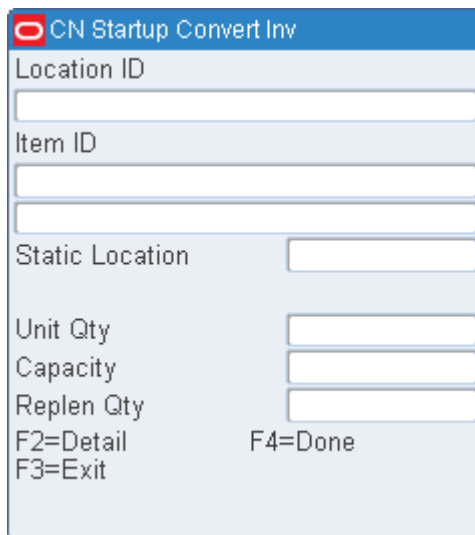 CN Startup Convert Inv
Location ID
Item ID
Static Location
Unit Qty
Capacity
Replen Qty
F2=Detail F4=Done
F3=Exit